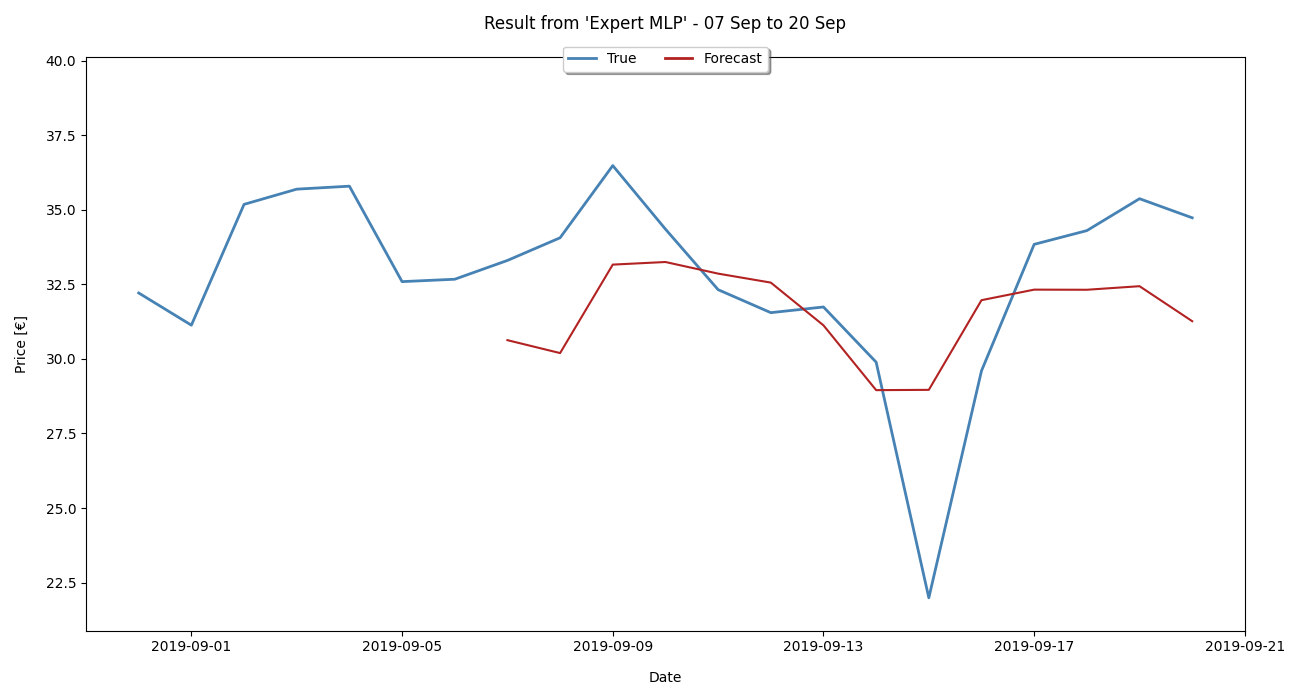 Result from 'Expert MLP' - 07 Sep to 20 Sep
True Forecast
40.0
37.5
35.0
32.5
30.0
27.5
25.0
22.5
Price [€]
2019-09-01 2019-09-05 2019-09-09 2019-09-13 2019-09-17 2019-09-21
Date